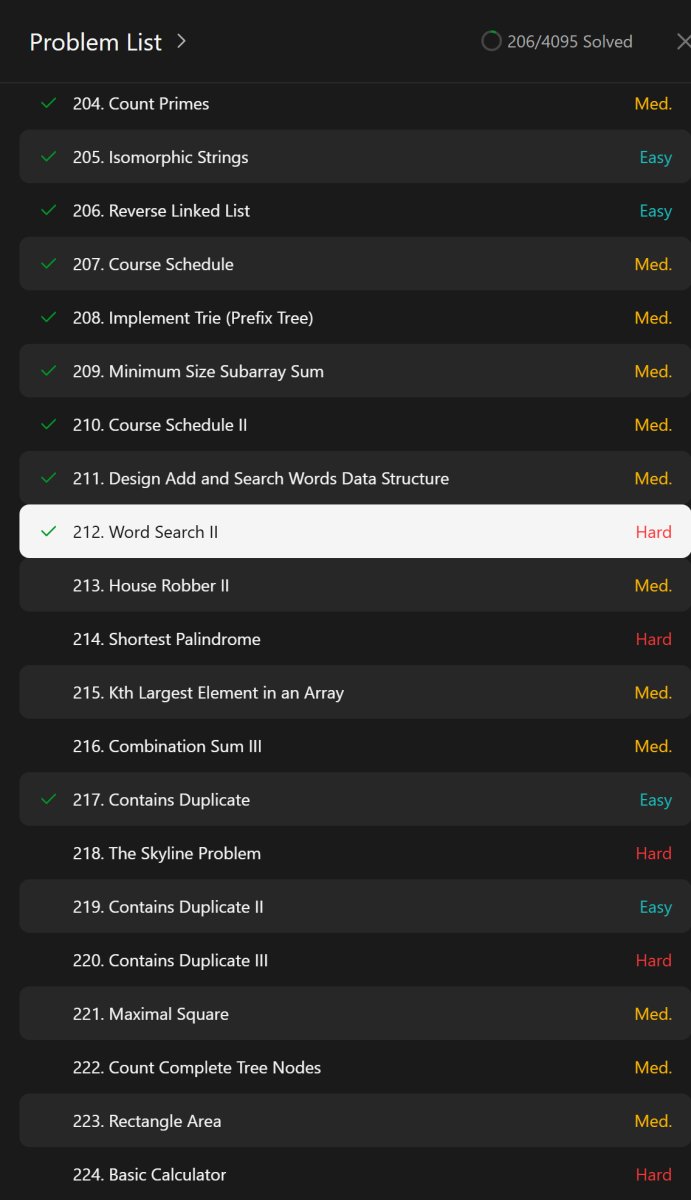 Problem List
206/4095 Solved
204. Count Primes Med.
205. Isomorphic Strings Easy
206. Reverse Linked List Easy
207. Course Schedule Med.
208. Implement Trie (Prefix Tree) Med.
209. Minimum Size Subarray Sum Med.
210. Course Schedule II Med.
211. Design Add and Search Words Data Structure Med.
212. Word Search II Hard
213. House Robber II Med.
214. Shortest Palindrome Hard
215. Kth Largest Element in an Array Med.
216. Combination Sum III Med.
217. Contains Duplicate Easy
218. The Skyline Problem Hard
219. Contains Duplicate II Easy
220. Contains Duplicate III Hard
221. Maximal Square Med.
222. Count Complete Tree Nodes Med.
223. Rectangle Area Med.
224. Basic Calculator Hard